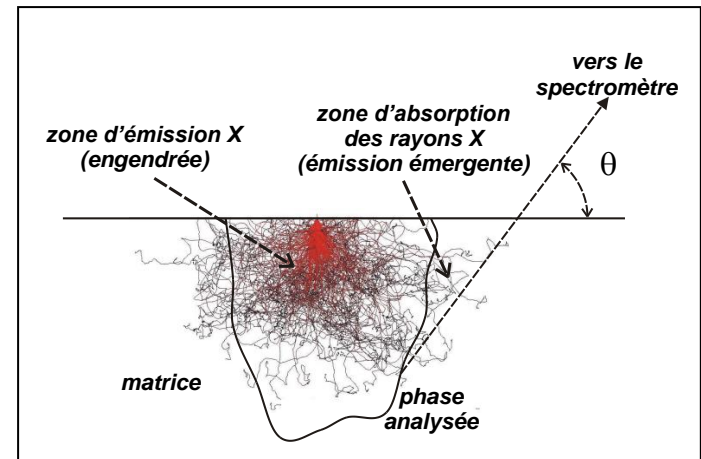 vers le
spectromètre
zone d'émission X
(engendrée)
zone d'absorption
des rayons X
(émission émergente)
θ
matrice
phase
analysée